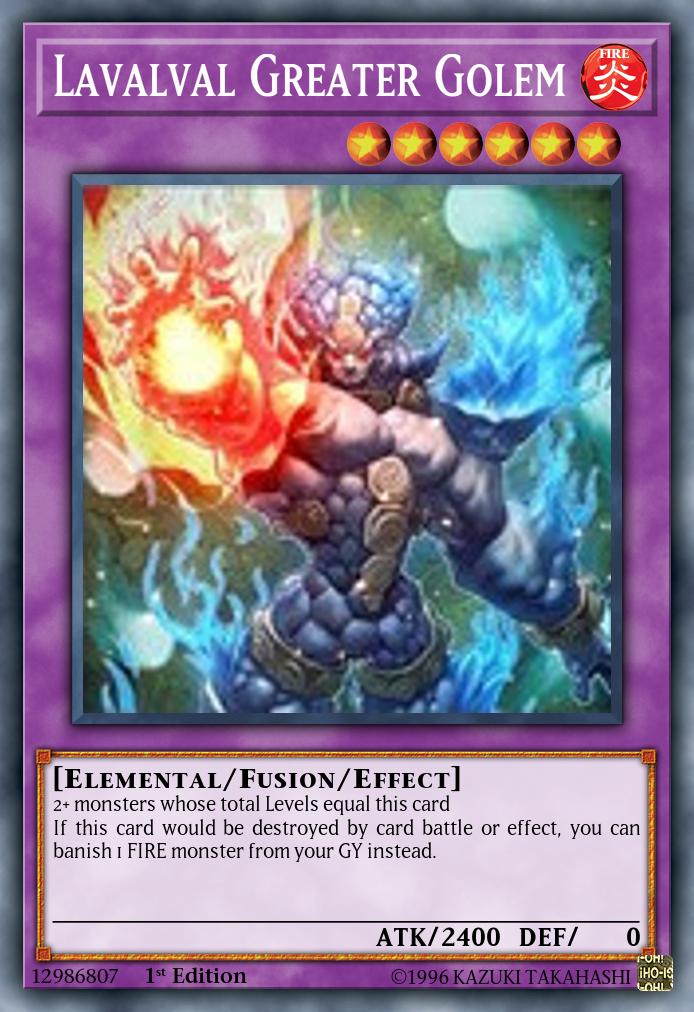 Lavalval Greater Golem
FIRE
炎
[Elemental/Fusion/Effect]
2+ monsters whose total Levels equal this card
If this card would be destroyed by card battle or effect, you can
banish 1 FIRE monster from your GY instead.
ATK/2400 DEF/ 0
12986807 1st Edition ©1996 KAZUKI TAKAHASHI